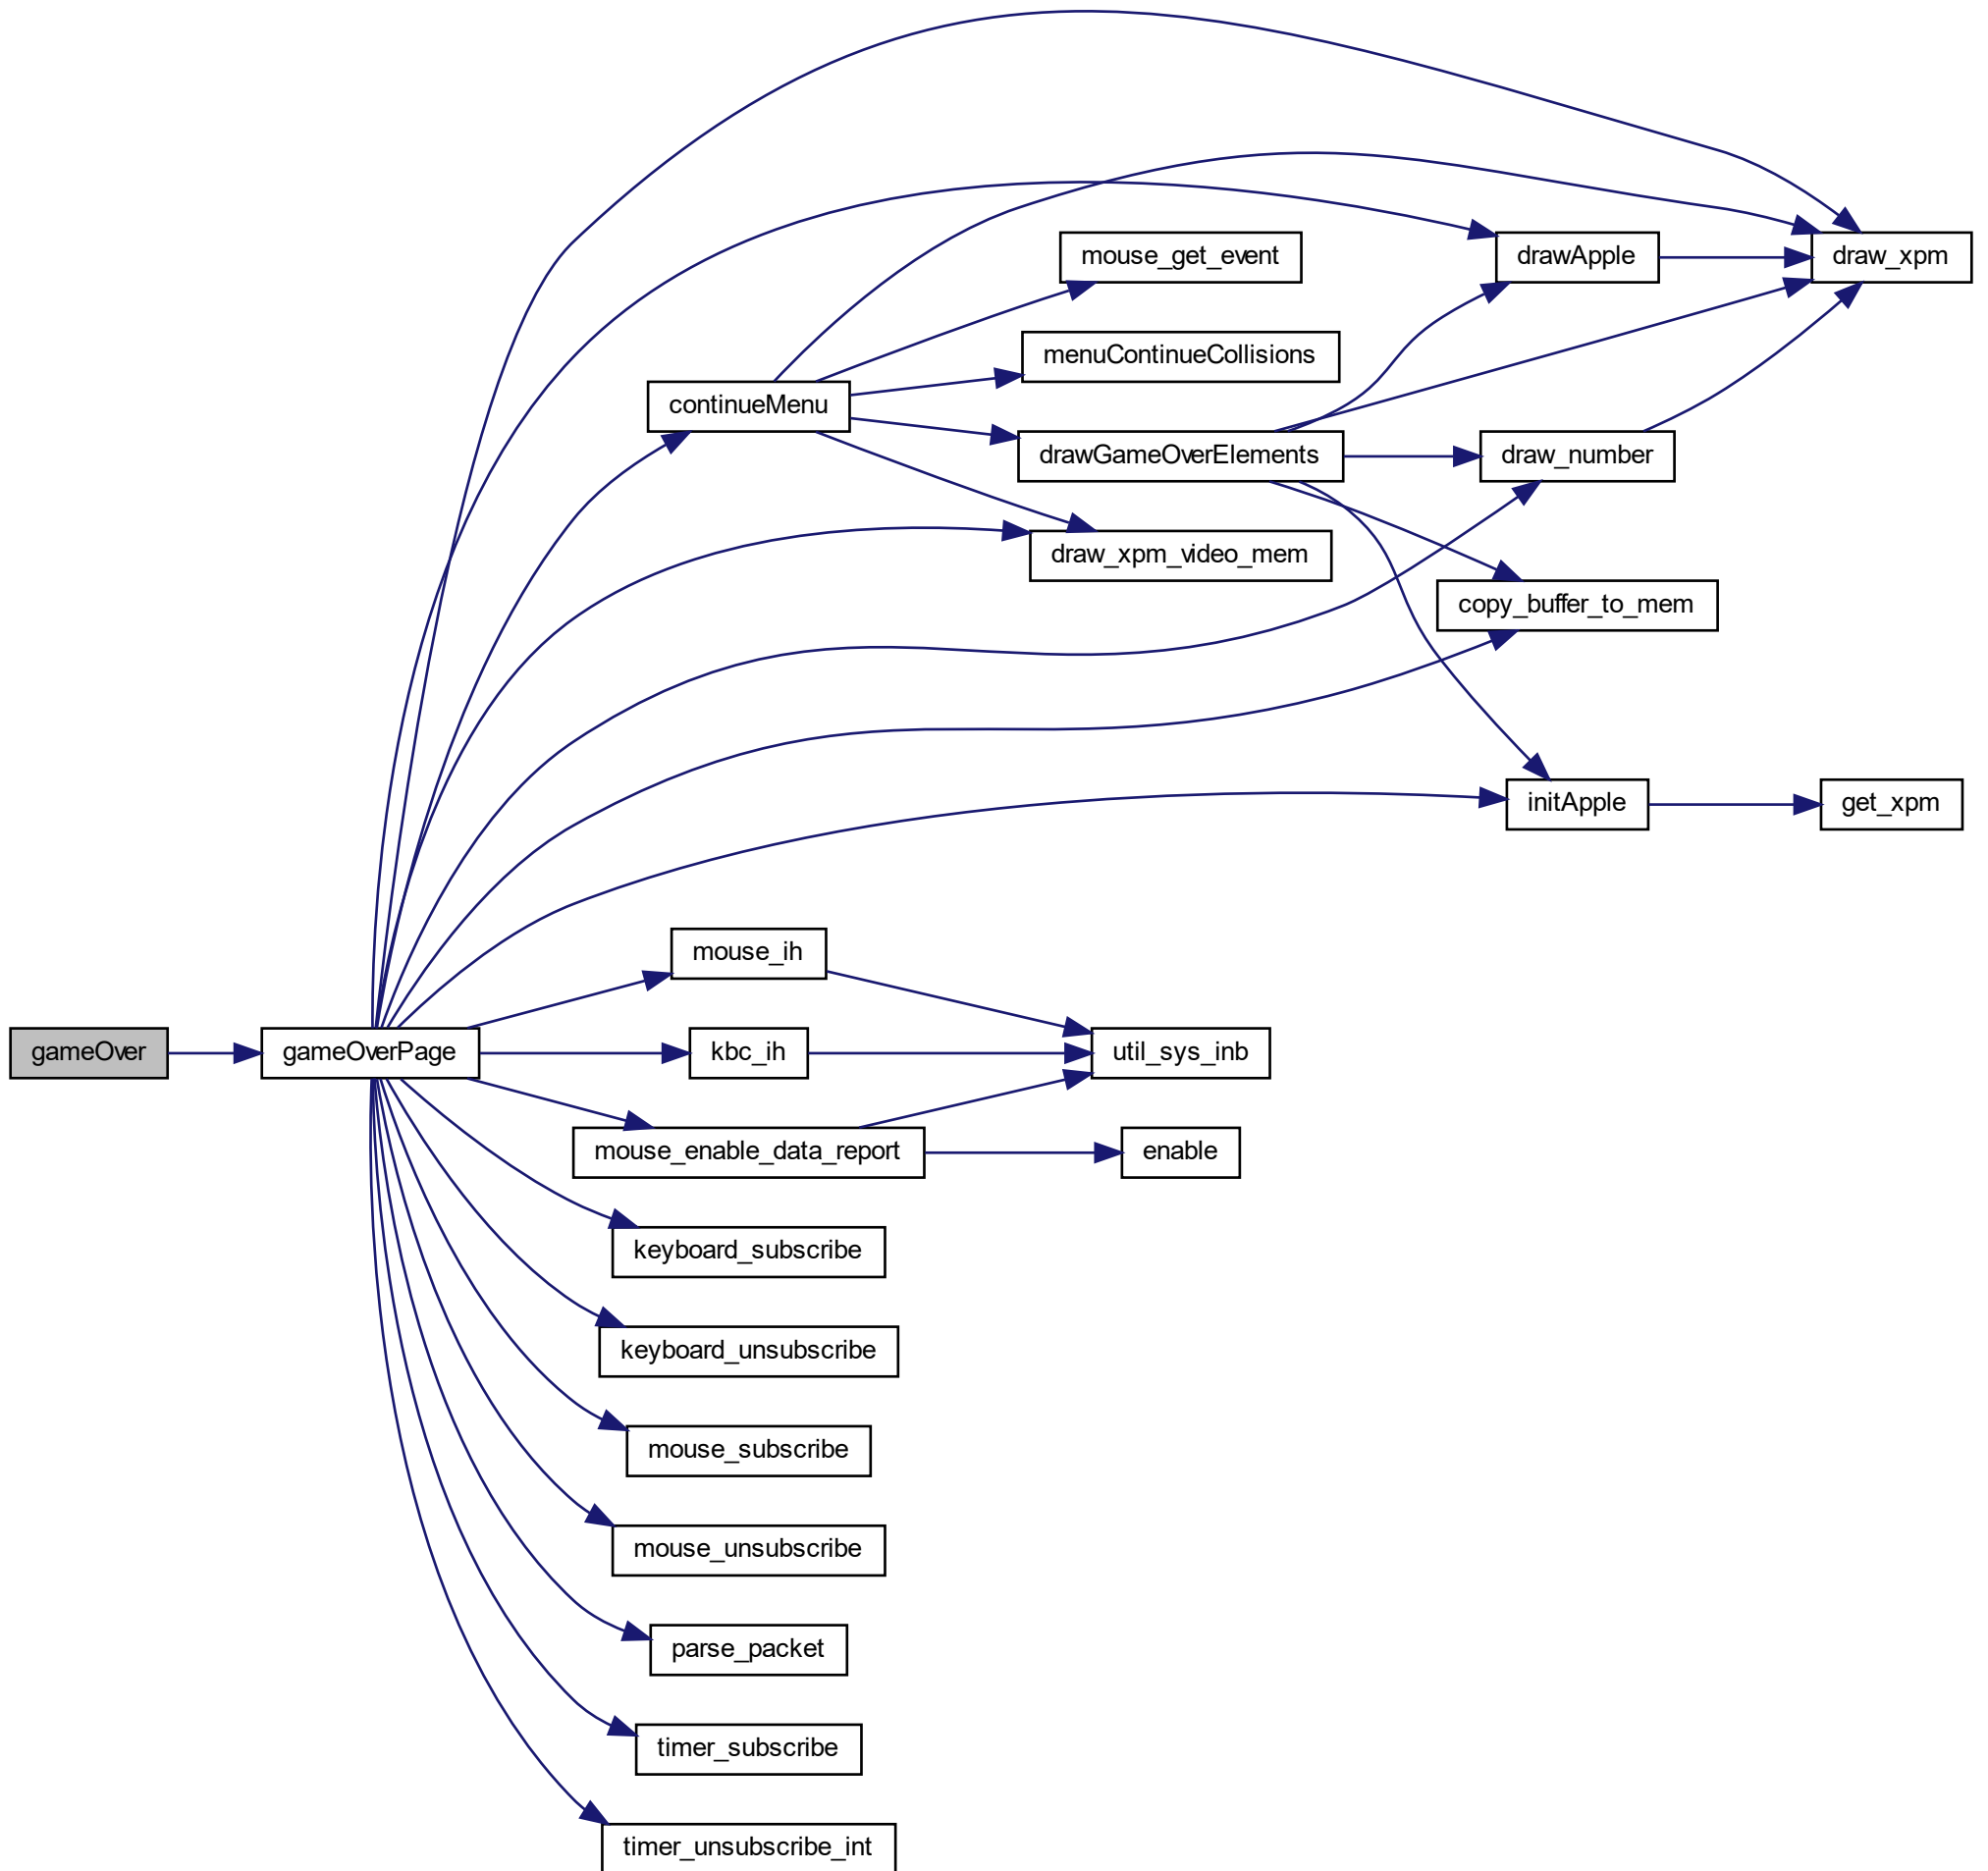 draw_xpm
mouse_get_event
drawApple
menuContinueCollisions
continueMenu
drawGameOverElements
draw_number
draw_xpm_video_mem
copy_buffer_to_mem
initApple
get_xpm
mouse_ih
gameOver
gameOverPage
kbc_ih
util_sys_inb
mouse_enable_data_report
enable
keyboard_subscribe
keyboard_unsubscribe
mouse_subscribe
mouse_unsubscribe
parse_packet
timer_subscribe
timer_unsubscribe_int